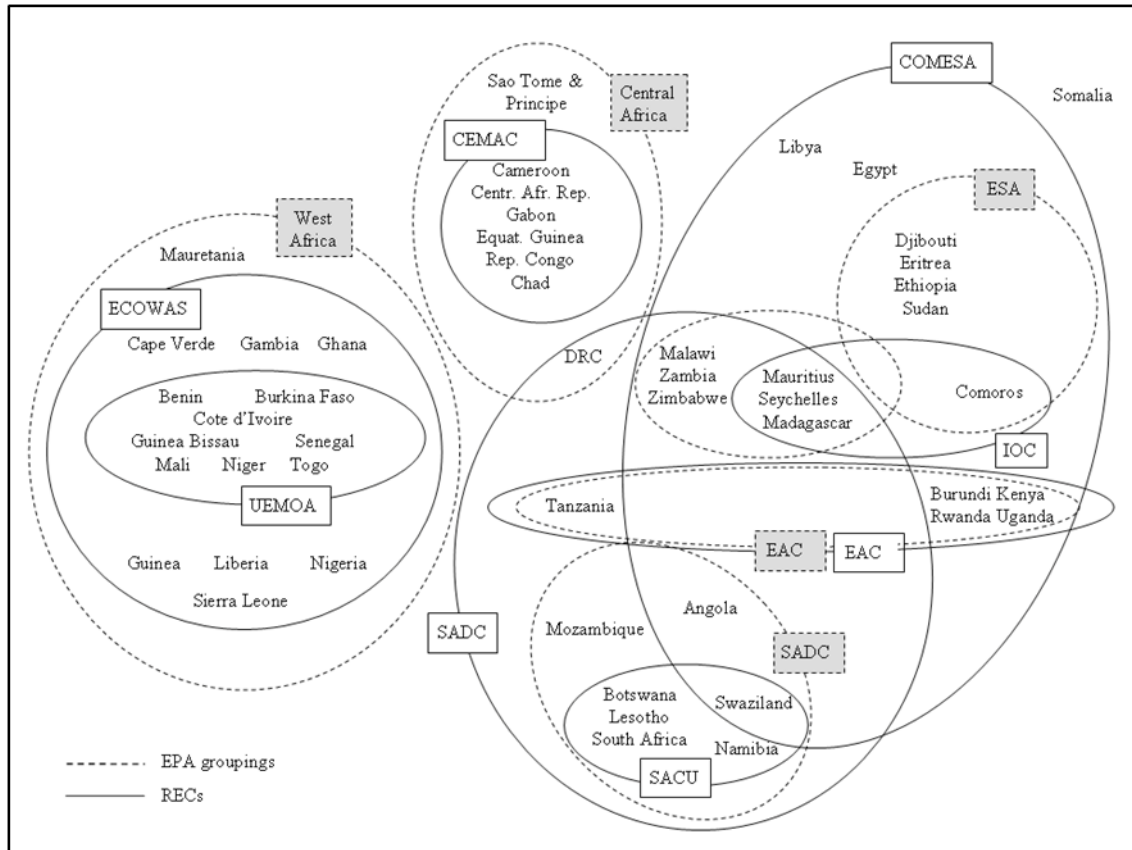 COMESA
Somalia
Sao Tome &
Principe
Central
Africa
CEMAC
Libya
Egypt
Cameroon
Centr. Afr. Rep.
Gabon
Equat. Guinea
Rep. Congo
Chad
ESA
West
Africa
Mauretania
Djibouti
Eritrea
Ethiopia
Sudan
ECOWAS
Cape Verde Gambia Ghana
DRC
Malawi
Zambia
Zimbabwe
Mauritius
Seychelles
Madagascar
Comoros
IOC
Benin Burkina Faso
Cote d'Ivoire
Guinea Bissau Senegal
Mali Niger Togo
UEMOA
Tanzania
Burundi Kenya
Rwanda Uganda
EAC
EAC
Guinea Liberia Nigeria
Sierra Leone
SADC
Mozambique
Angola
SADC
Botswana
Lesotho
South Africa
Swaziland
Namibia
SACU
EPA groupings
RECs